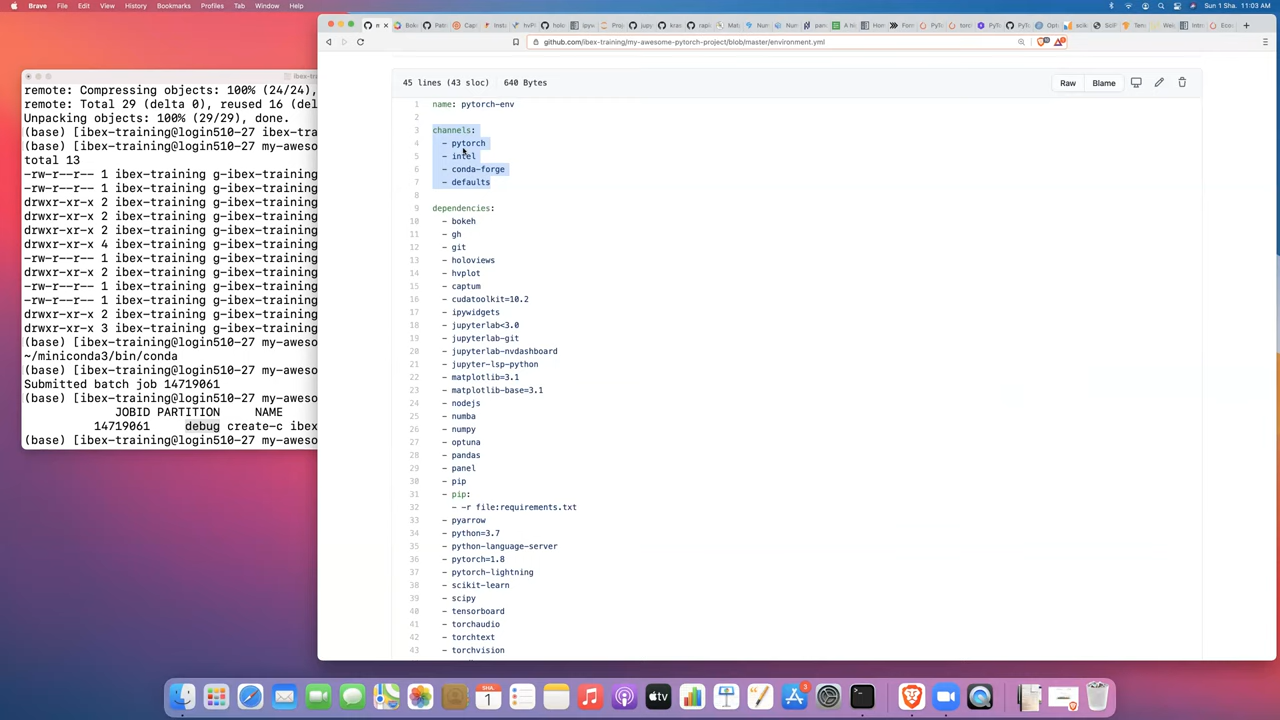 Brave File Edit View History Bookmarks Profiles Tab Window Help
Sun 1 Sha. 11:03 AM
github.com/ibex-training/my-awesome-pytorch-project/blob/master/environment.yml
ibex-tra
remote: Compressing objects: 100% (24/24),
remote: Total 29 (delta 0), reused 16 (del
Unpacking objects: 100% (29/29), done.
(base) [ibex-training@login510-27 ibex-tra
(base) [ibex-training@login510-27 my-aweso
total 13
-rw-r--r-- 1 ibex-training g-ibex-training
-rw-r--r-- 1 ibex-training g-ibex-training
drwxr-xr-x 2 ibex-training g-ibex-training
drwxr-xr-x 2 ibex-training g-ibex-training
drwxr-xr-x 2 ibex-training g-ibex-training
drwxr-xr-x 4 ibex-training g-ibex-training
-rw-r--r-- 1 ibex-training g-ibex-training
drwxr-xr-x 2 ibex-training g-ibex-training
-rw-r--r-- 1 ibex-training g-ibex-training
-rw-r--r-- 1 ibex-training g-ibex-training
drwxr-xr-x 2 ibex-training g-ibex-training
drwxr-xr-x 3 ibex-training g-ibex-training
(base) [ibex-training@login510-27 my-aweso
~/miniconda3/bin/conda
(base) [ibex-training@login510-27 my-aweso
Submitted batch job 14719061
(base) [ibex-training@login510-27 my-aweso
JOBID PARTITION NAME
14719061 debug create-c ibex
(base) [ibex-training@login510-27 my-aweso
45 lines (43 sloc) 640 Bytes
Raw Blame
1 name: pytorch-env
2
3 channels:
4 - pytorch
5 - intel
6 - conda-forge
7 - defaults
8
9 dependencies:
10 - bokeh
11 - gh
12 - git
13 - holoviews
14 - hvplot
15 - captum
16 - cudatoolkit=10.2
17 - ipywidgets
18 - jupyterlab<3.0
19 - jupyterlab-git
20 - jupyterlab-nvdashboard
21 - jupyter-lsp-python
22 - matplotlib=3.1
23 - matplotlib-base=3.1
24 - nodejs
25 - numba
26 - numpy
27 - optuna
28 - pandas
29 - panel
30 - pip
31 - pip:
32 - -r file:requirements.txt
33 - pyarrow
34 - python=3.7
35 - python-language-server
36 - pytorch=1.8
37 - pytorch-lightning
38 - scikit-learn
39 - scipy
40 - tensorboard
41 - torchaudio
42 - torchtext
43 - torchvision